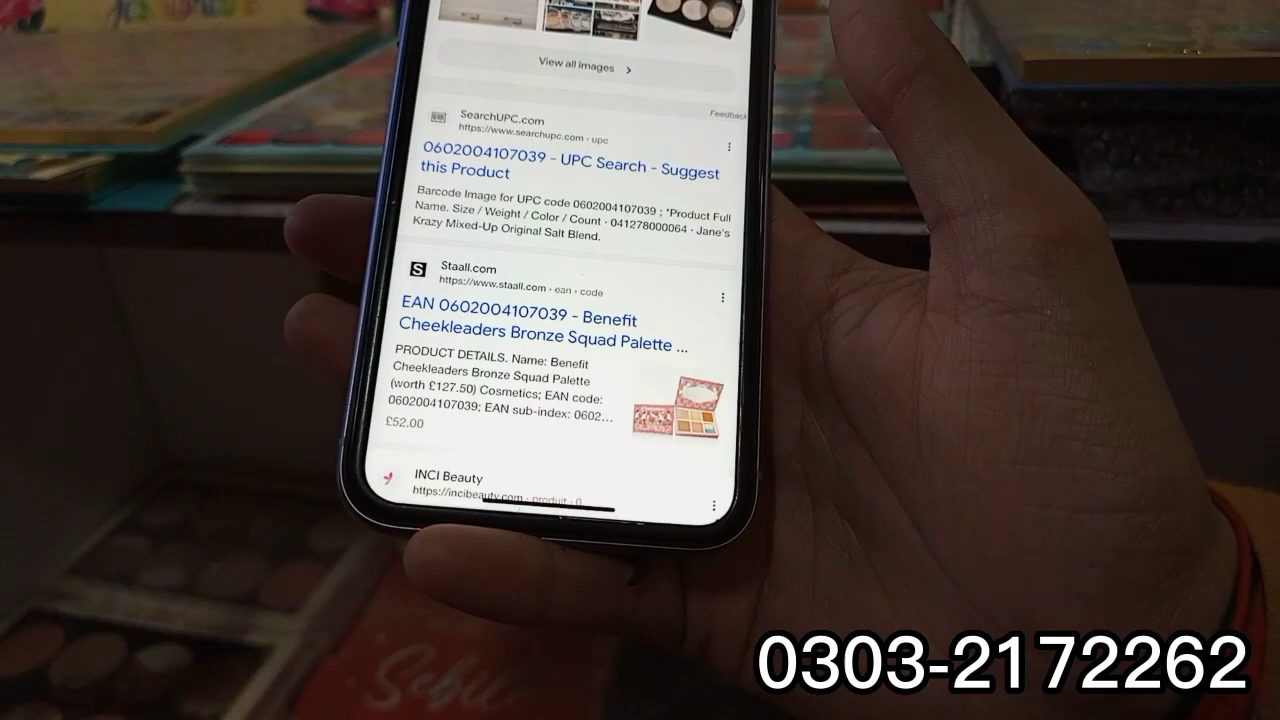 View all images >
Feedback
SearchUPC.com
https://www.searchupc.com › upc
0602004107039 - UPC Search - Suggest
this Product
Barcode Image for UPC code 0602004107039 ; "Product Full
Name. Size / Weight / Color / Count · 041278000064 · Jane's
Krazy Mixed-Up Original Salt Blend.
S
Staall.com
https://www.staall.com › ean › code
EAN 0602004107039 - Benefit
Cheekleaders Bronze Squad Palette ...
PRODUCT DETAILS. Name: Benefit
Cheekleaders Bronze Squad Palette
(worth £127.50) Cosmetics; EAN code:
0602004107039; EAN sub-index: 0602...
£52.00
INCI Beauty
https://incibeauty.com › produit › 0
0303-2172262